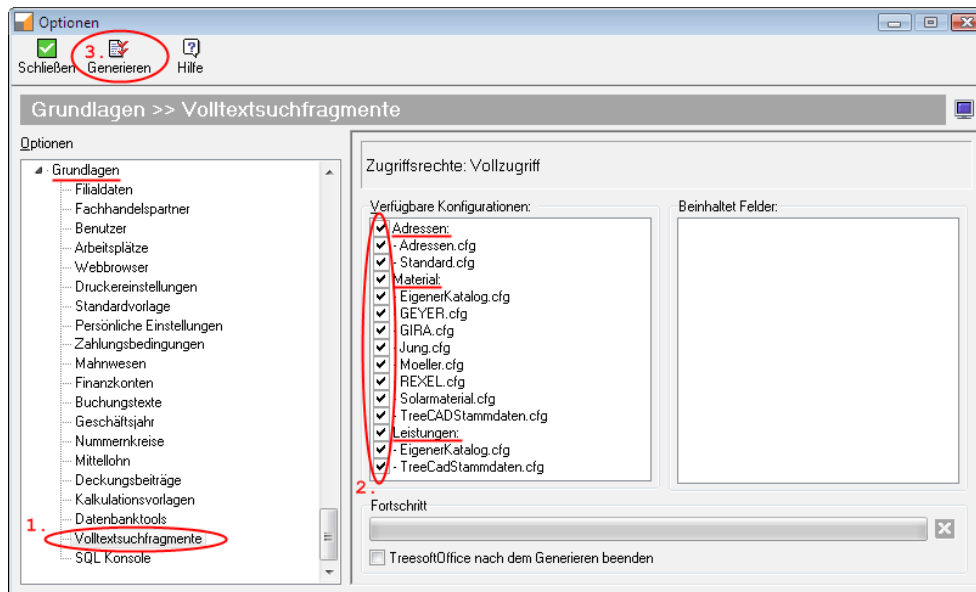 Optionen
3.
Schließen Generieren Hilfe
Grundlagen >> Volltextsuchfragmente
Optionen
Grundlagen
Filialdaten
Fachhandelspartner
Benutzer
Arbeitsplätze
Webbrowser
Druckereinstellungen
Standardvorlage
Persönliche Einstellungen
Zahlungsbedingungen
Mahnwesen
Finanzkonten
Buchungstexte
Geschäftsjahr
Nummernkreise
Mittellohn
Deckungsbeiträge
Kalkulationsvorlagen
Datenbanktools
1.
Volltextsuchfragmente
SQL Konsole
Zugriffsrechte: Vollzugriff
Verfügbare Konfigurationen:
Adressen:
- Adressen.cfg
- Standard.cfg
Material:
- EigenerKatalog.cfg
- GEYER.cfg
- GIRA.cfg
- Jung.cfg
- Moeller.cfg
- REXEL.cfg
- Solarmaterial.cfg
- TreeCADStammdaten.cfg
Leistungen:
- EigenerKatalog.cfg
- TreeCadStammdaten.cfg
2.
Beinhaltet Felder:
Fortschritt
TreesoftOffice nach dem Generieren beenden